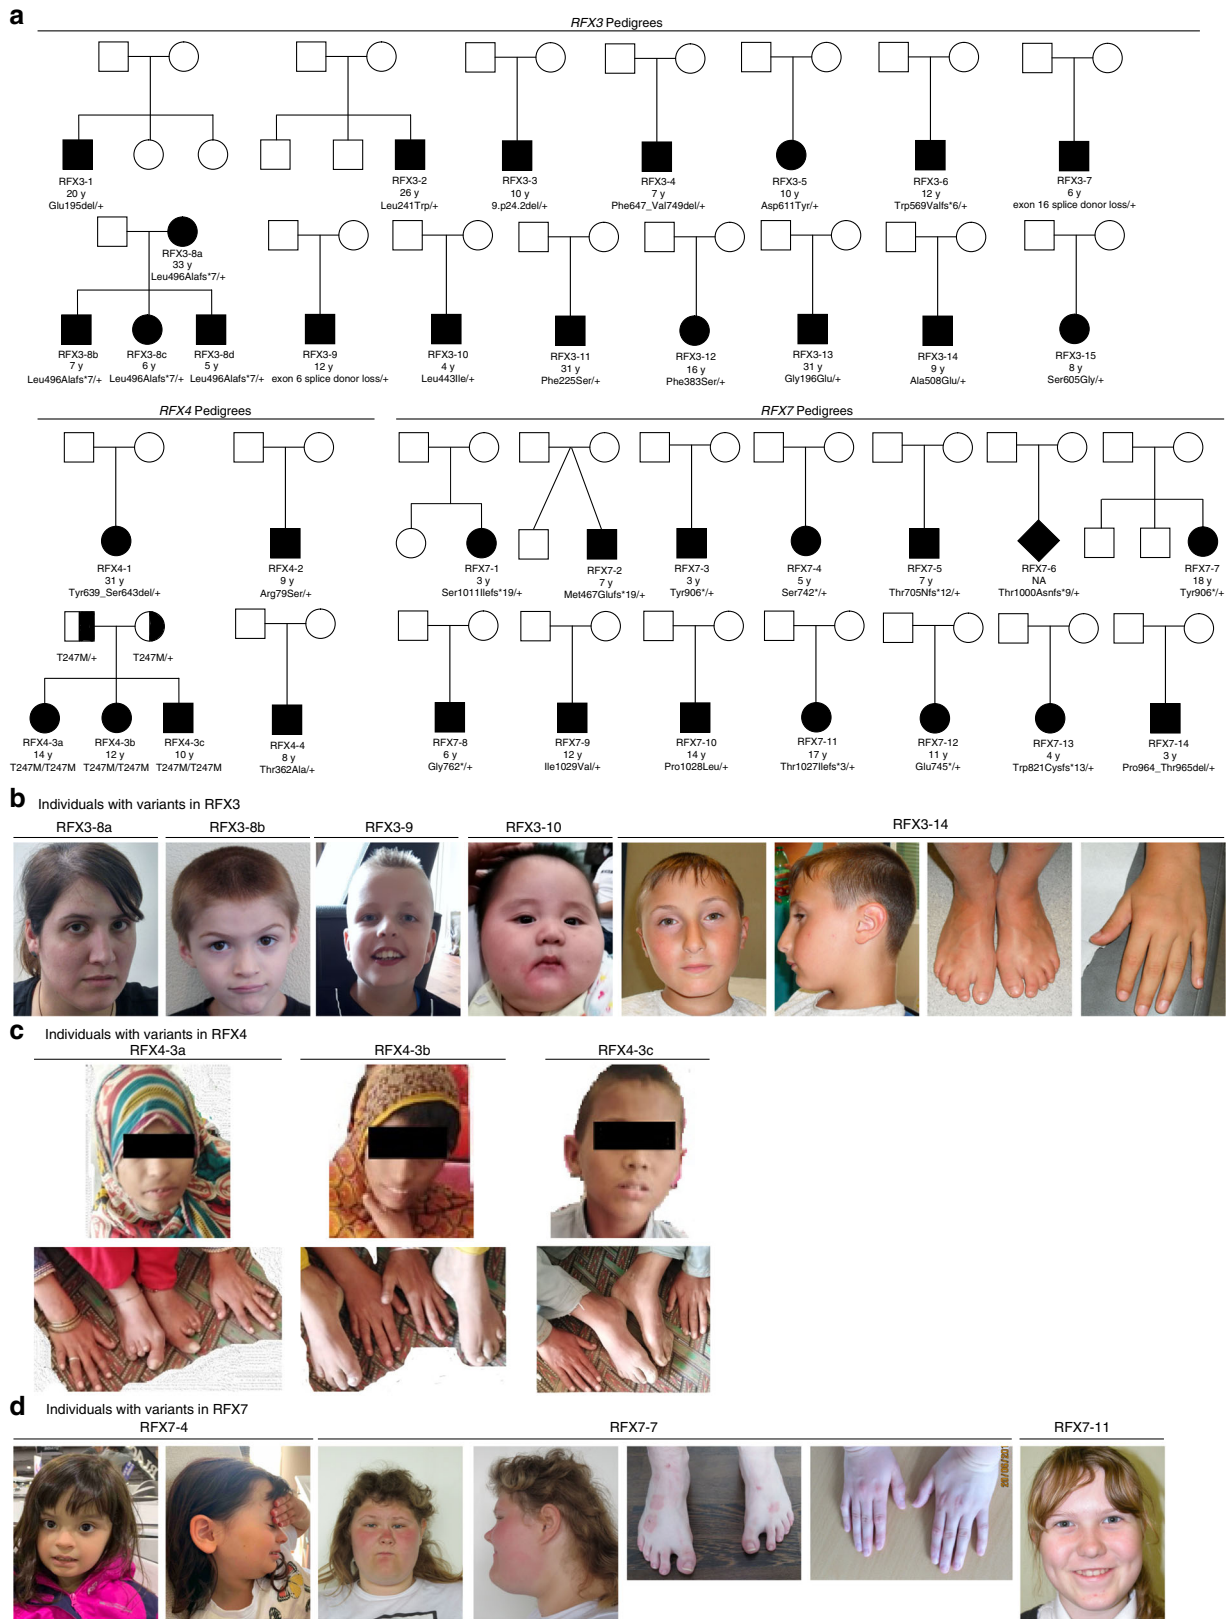 a
RFX3 Pedigrees
RFX3-1
20 y
Glu195del/+
RFX3-2
26 y
Leu241Trp/+
RFX3-3
10 y
9.p24.2del/+
RFX3-4
7 y
Phe647_Val749del/+
RFX3-5
10 y
Asp611Tyr/+
RFX3-6
12 y
Trp569Valfs*6/+
RFX3-7
6 y
exon 16 splice donor loss/+
RFX3-8a
33 y
Leu496Alafs*7/+
RFX3-8b
7 y
Leu496Alafs*7/+
RFX3-8c
6 y
Leu496Alafs*7/+
RFX3-8d
5 y
Leu496Alafs*7/+
RFX3-9
12 y
exon 6 splice donor loss/+
RFX3-10
4 y
Leu443Ile/+
RFX3-11
31 y
Phe225Ser/+
RFX3-12
16 y
Phe383Ser/+
RFX3-13
31 y
Gly196Glu/+
RFX3-14
9 y
Ala508Glu/+
RFX3-15
8 y
Ser605Gly/+
RFX4 Pedigrees
RFX4-1
31 y
Tyr639_Ser643del/+
RFX4-2
9 y
Arg79Ser/+
T247M/+
T247M/+
RFX4-3a
14 y
T247M/T247M
RFX4-3b
12 y
T247M/T247M
RFX4-3c
10 y
T247M/T247M
RFX4-4
8 y
Thr362Ala/+
RFX7 Pedigrees
RFX7-1
3 y
Ser1011Ilefs*19/+
RFX7-2
7 y
Met467Glufs*19/+
RFX7-3
3 y
Tyr906*/+
RFX7-4
5 y
Ser742*/+
RFX7-5
7 y
Thr705Nfs*12/+
RFX7-6
NA
Thr1000Asnfs*9/+
RFX7-7
18 y
Tyr906*/+
RFX7-8
6 y
Gly762*/+
RFX7-9
12 y
Ile1029Val/+
RFX7-10
14 y
Pro1028Leu/+
RFX7-11
17 y
Thr1027Ilefs*3/+
RFX7-12
11 y
Glu745*/+
RFX7-13
4 y
Trp821Cysfs*13/+
RFX7-14
3 y
Pro964_Thr965del/+
b
Individuals with variants in RFX3
RFX3-8a
RFX3-8b
RFX3-9
RFX3-10
RFX3-14
c
Individuals with variants in RFX4
RFX4-3a
RFX4-3b
RFX4-3c
d
Individuals with variants in RFX7
RFX7-4
RFX7-7
RFX7-11